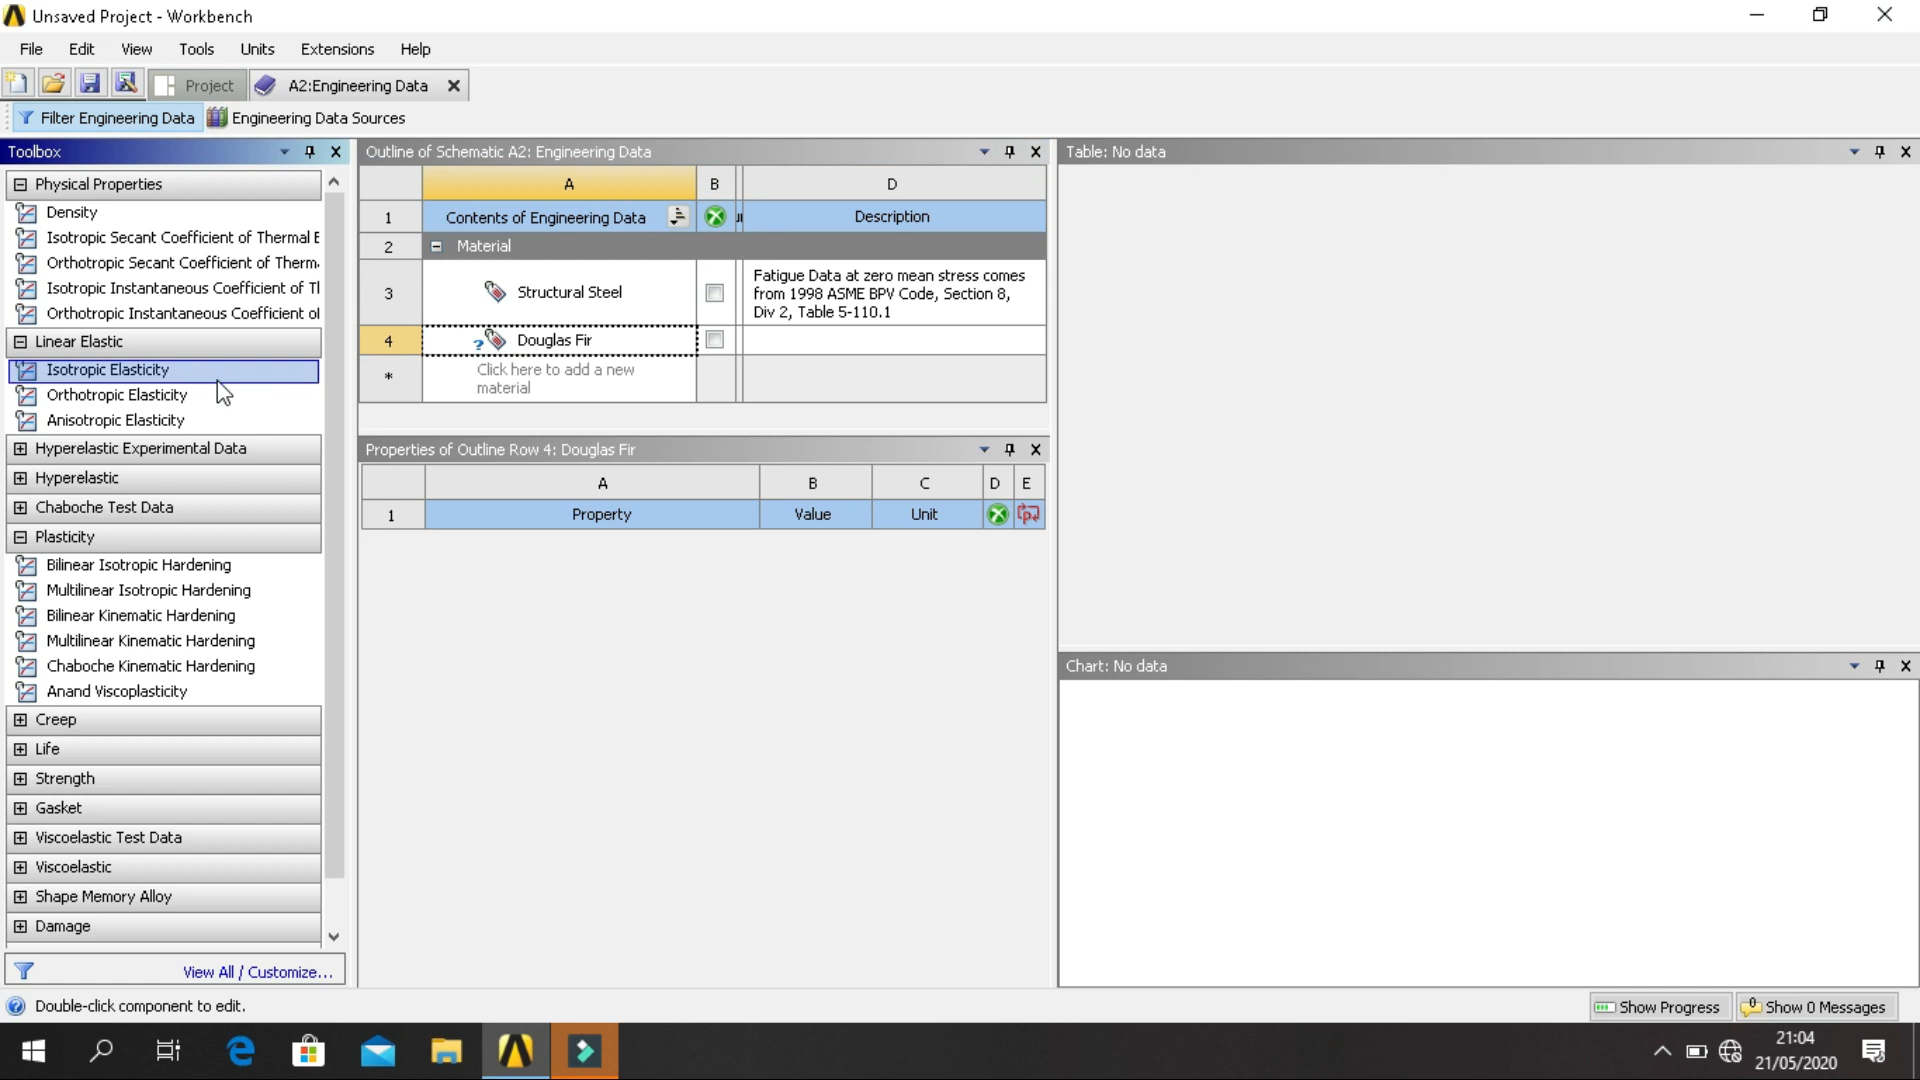 Unsaved Project - Workbench
File Edit View Tools Units Extensions Help
Project A2:Engineering Data
Filter Engineering Data Engineering Data Sources
Toolbox
Physical Properties
Density
Isotropic Secant Coefficient of Thermal E
Orthotropic Secant Coefficient of Therm
Isotropic Instantaneous Coefficient of Tl
Orthotropic Instantaneous Coefficient of
Linear Elastic
Isotropic Elasticity
Orthotropic Elasticity
Anisotropic Elasticity
Hyperelastic Experimental Data
Hyperelastic
Chaboche Test Data
Plasticity
Bilinear Isotropic Hardening
Multilinear Isotropic Hardening
Bilinear Kinematic Hardening
Multilinear Kinematic Hardening
Chaboche Kinematic Hardening
Anand Viscoplasticity
Creep
Life
Strength
Gasket
Viscoelastic Test Data
Viscoelastic
Shape Memory Alloy
Damage
View All / Customize...
Outline of Schematic A2: Engineering Data
A B D
1 Contents of Engineering Data Description
2 Material
3 Structural Steel
Fatigue Data at zero mean stress comes
from 1998 ASME BPV Code, Section 8,
Div 2, Table 5-110.1
4 ? Douglas Fir
* Click here to add a new
material
Properties of Outline Row 4: Douglas Fir
A B C D E
1 Property Value Unit
Table: No data
Chart: No data
Double-click component to edit.
Show Progress Show 0 Messages
21:04
21/05/2020